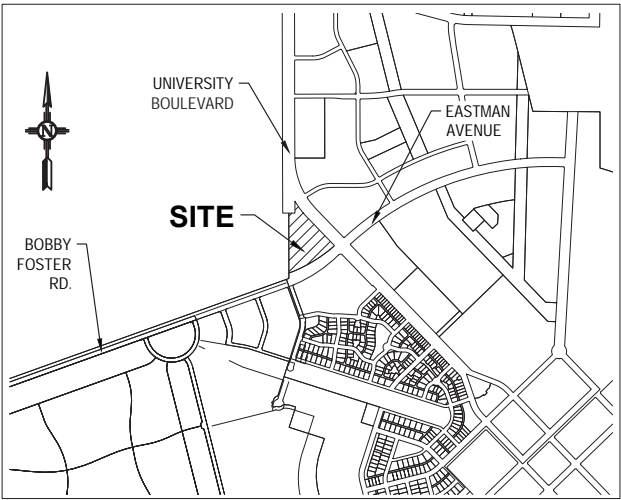 UNIVERSITY
BOULEVARD
EASTMAN
AVENUE
N
SITE
BOBBY
FOSTER
RD.